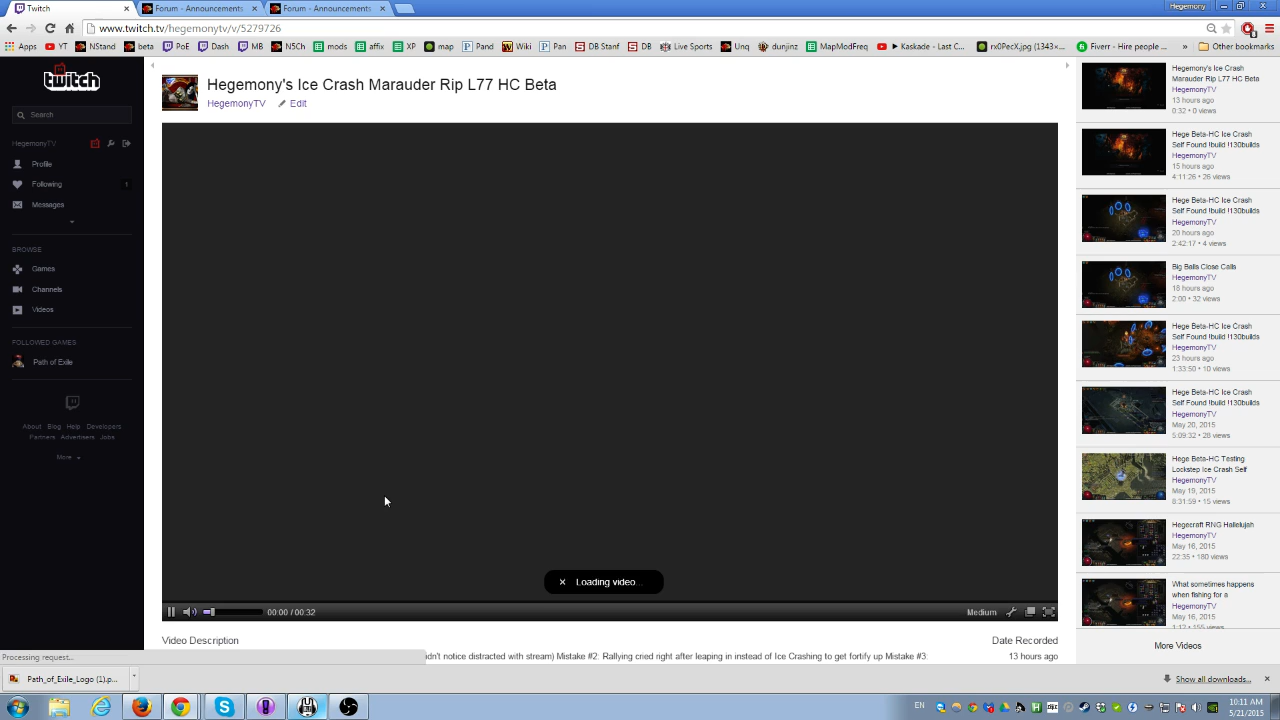 Twitch
Forum - Announcements
Forum - Announcements
Hegemony
www.twitch.tv/hegemonytv/v/5279726
Apps YT NStand beta PoE Dash MB N5Ch mods affix XP map Po Wiki Pan DB Stnf DB Live Sports Unq dunjinz MapModFreq Kaskade - Last C... rx0PecX.jpg (1343×... Fiverr - Hire people ... » Other bookmarks
twitch
Search
HegemonyTV
Profile
Following 1
Messages
BROWSE
Games
Channels
Videos
FOLLOWED GAMES
Path of Exile
About Blog Help Developers
Partners Advertisers Jobs
More
Processing request...
Hegemony's Ice Crash Marauder Rip L77 HC Beta
HegemonyTV Edit
Loading video
00:00 / 00:32
Medium
Video Description
Date Recorded
idn't notice distracted with stream) Mistake #2: Rallying cried right after leaping in instead of Ice Crashing to get fortify up Mistake #3:
13 hours ago
Hegemony's Ice Crash
Marauder Rip L77 HC Beta
HegemonyTV
13 hours ago
0:32 • 0 views
Hege Beta-HC Ice Crash
Self Found !build !130builds
HegemonyTV
15 hours ago
4:11:26 • 26 views
Hege Beta-HC Ice Crash
Self Found !build !130builds
HegemonyTV
20 hours ago
2:42:17 • 4 views
Big Balls Close Calls
HegemonyTV
18 hours ago
2:00 • 32 views
Hege Beta-HC Ice Crash
Self Found !build !130builds
HegemonyTV
23 hours ago
1:33:50 • 10 views
Hege Beta-HC Ice Crash
Self Found !build !130builds
HegemonyTV
May 20, 2015
5:09:32 • 28 views
Hege Beta-HC Testing
Lockstep Ice Crash Self
HegemonyTV
May 19, 2015
8:31:59 • 15 views
Hegecraft RNG Hallelujah
HegemonyTV
May 16, 2015
22:35 • 180 views
What sometimes happens
when fishing for a
HegemonyTV
May 16, 2015
1:12 • 155 views
More Videos
Path_of_Exile_Logo (1).p...
Show all downloads...
EN
10:11 AM
5/21/2015